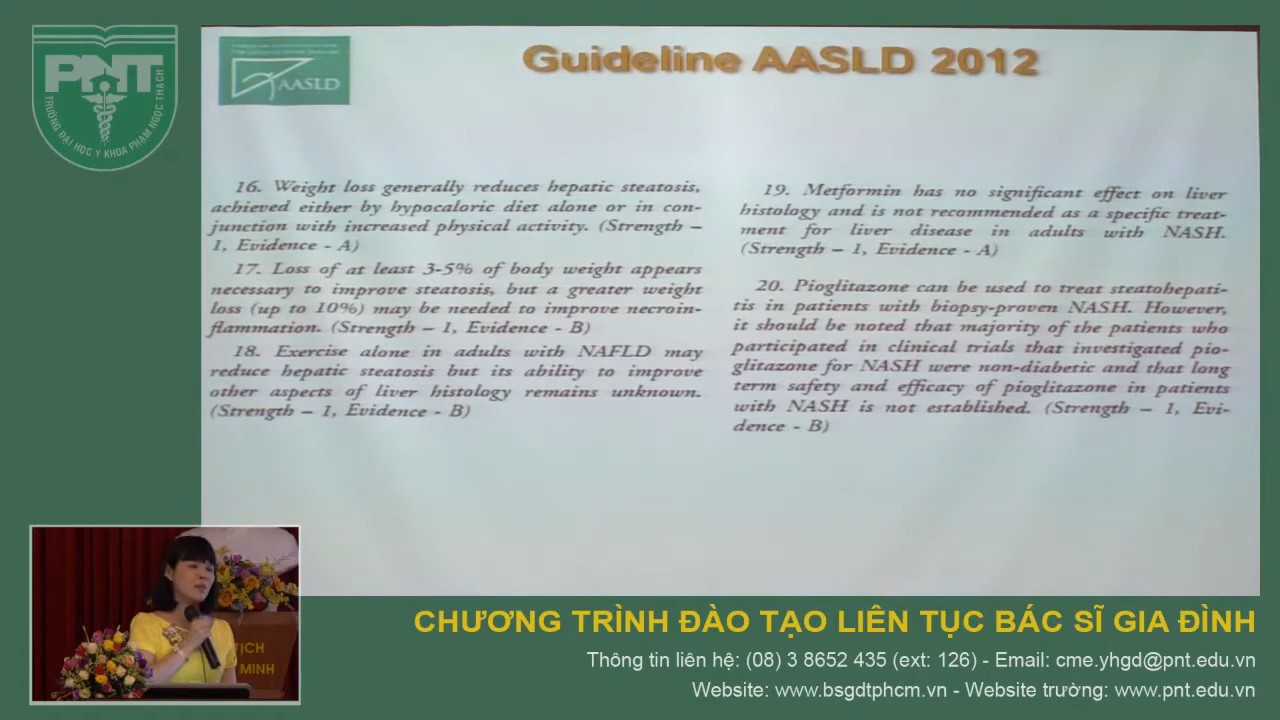 PNT
TRƯỜNG ĐẠI HỌC Y KHOA PHẠM NGỌC THẠCH
AASLD
Guideline AASLD 2012
16. Weight loss generally reduces hepatic steatosis,
achieved either by hypocaloric diet alone or in con-
junction with increased physical activity. (Strength –
1, Evidence - A)
17. Loss of at least 3-5% of body weight appears
necessary to improve steatosis, but a greater weight
loss (up to 10%) may be needed to improve necroin-
flammation. (Strength – 1, Evidence - B)
18. Exercise alone in adults with NAFLD may
reduce hepatic steatosis but its ability to improve
other aspects of liver histology remains unknown.
(Strength – 1, Evidence - B)
19. Metformin has no significant effect on liver
histology and is not recommended as a specific treat-
ment for liver disease in adults with NASH.
(Strength – 1, Evidence - A)
20. Pioglitazone can be used to treat steatohepati-
tis in patients with biopsy-proven NASH. However,
it should be noted that majority of the patients who
participated in clinical trials that investigated pio-
glitazone for NASH were non-diabetic and that long
term safety and efficacy of pioglitazone in patients
with NASH is not established. (Strength – 1, Evi-
dence - B)
TỊCH
MINH
CHƯƠNG TRÌNH ĐÀO TẠO LIÊN TỤC BÁC SĨ GIA ĐÌNH
Thông tin liên hệ: (08) 3 8652 435 (ext: 126) - Email: cme.yhgd@pnt.edu.vn
Website: www.bsgdtphcm.vn - Website trường: www.pnt.edu.vn